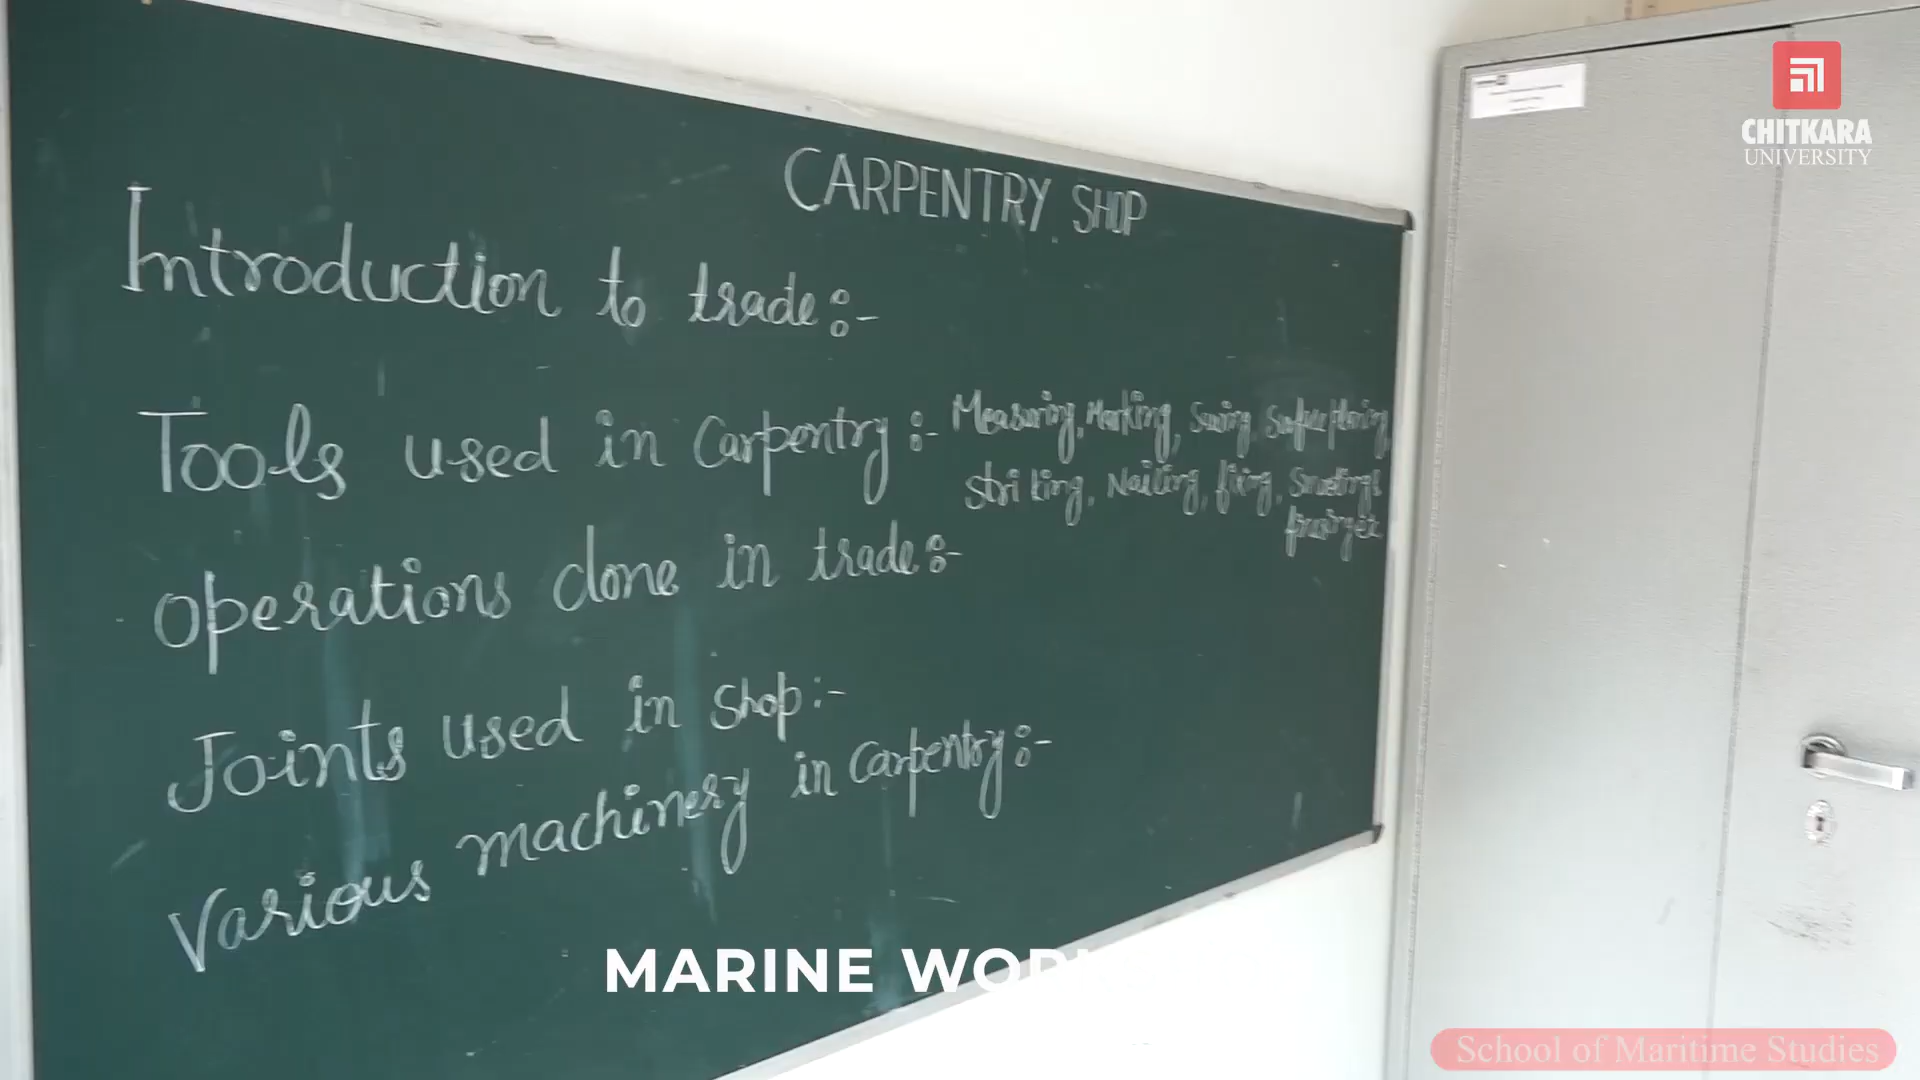 CARPENTRY SHOP
Introduction to trade:-
Tools used in Carpentry:- Measuring, Marking, Sawing, Surface planing,
Striking, Nailing, fixing,
Operations done in trade:-
Joints used in Shop:-
Various machinery in Carpentry:-
CHITKARA
UNIVERSITY
MARINE
School of Maritime Studies